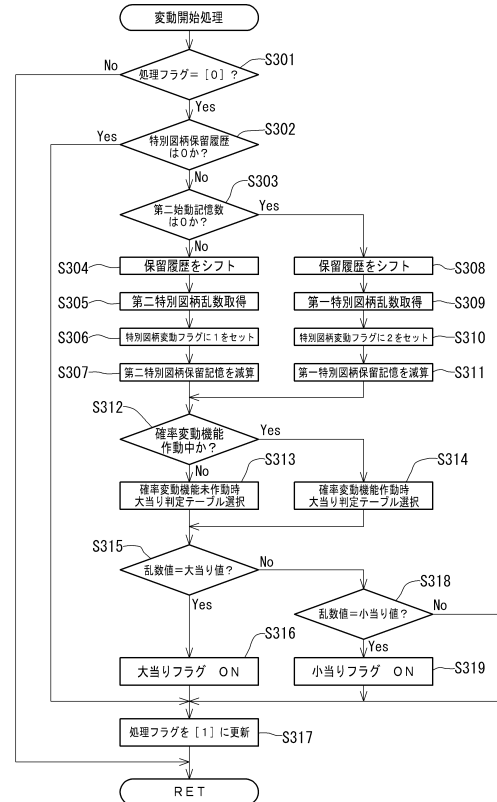 変動開始処理
S301
処理フラグ＝［０］？
No
Yes
S302
特別図柄保留履歴
は０か？
Yes
No
S303
第二始動記憶数
は０か？
Yes
No
S304
保留履歴をシフト
保留履歴をシフト
S308
S305
第二特別図柄乱数取得
第一特別図柄乱数取得
S309
S306
特別図柄変動フラグに１をセット
特別図柄変動フラグに２をセット
S310
S307
第二特別図柄保留記憶を減算
第一特別図柄保留記憶を減算
S311
S312
確率変動機能
作動中か？
Yes
No
S313
確率変動機能未作動時
大当り判定テーブル選択
S314
確率変動機能作動時
大当り判定テーブル選択
S315
乱数値＝大当り値？
No
Yes
S318
乱数値＝小当り値？
No
Yes
S316
大当りフラグ　ＯＮ
小当りフラグ　ＯＮ
S319
処理フラグを［１］に更新
S317
ＲＥＴ